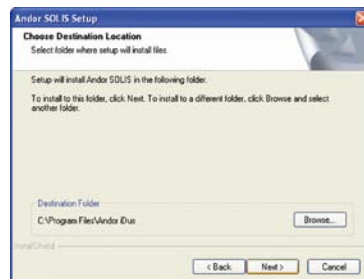 Andor SOLIS Setup
Choose Destination Location
Select folder where setup will install files.
Setup will install Andor SOLIS in the following folder.
To install to this folder, click Next. To install to a different folder, click Browse and select
another folder.
Destination Folder
C:\Program Files\Andor iDus
Browse...
InstallShield
< Back
Next >
Cancel